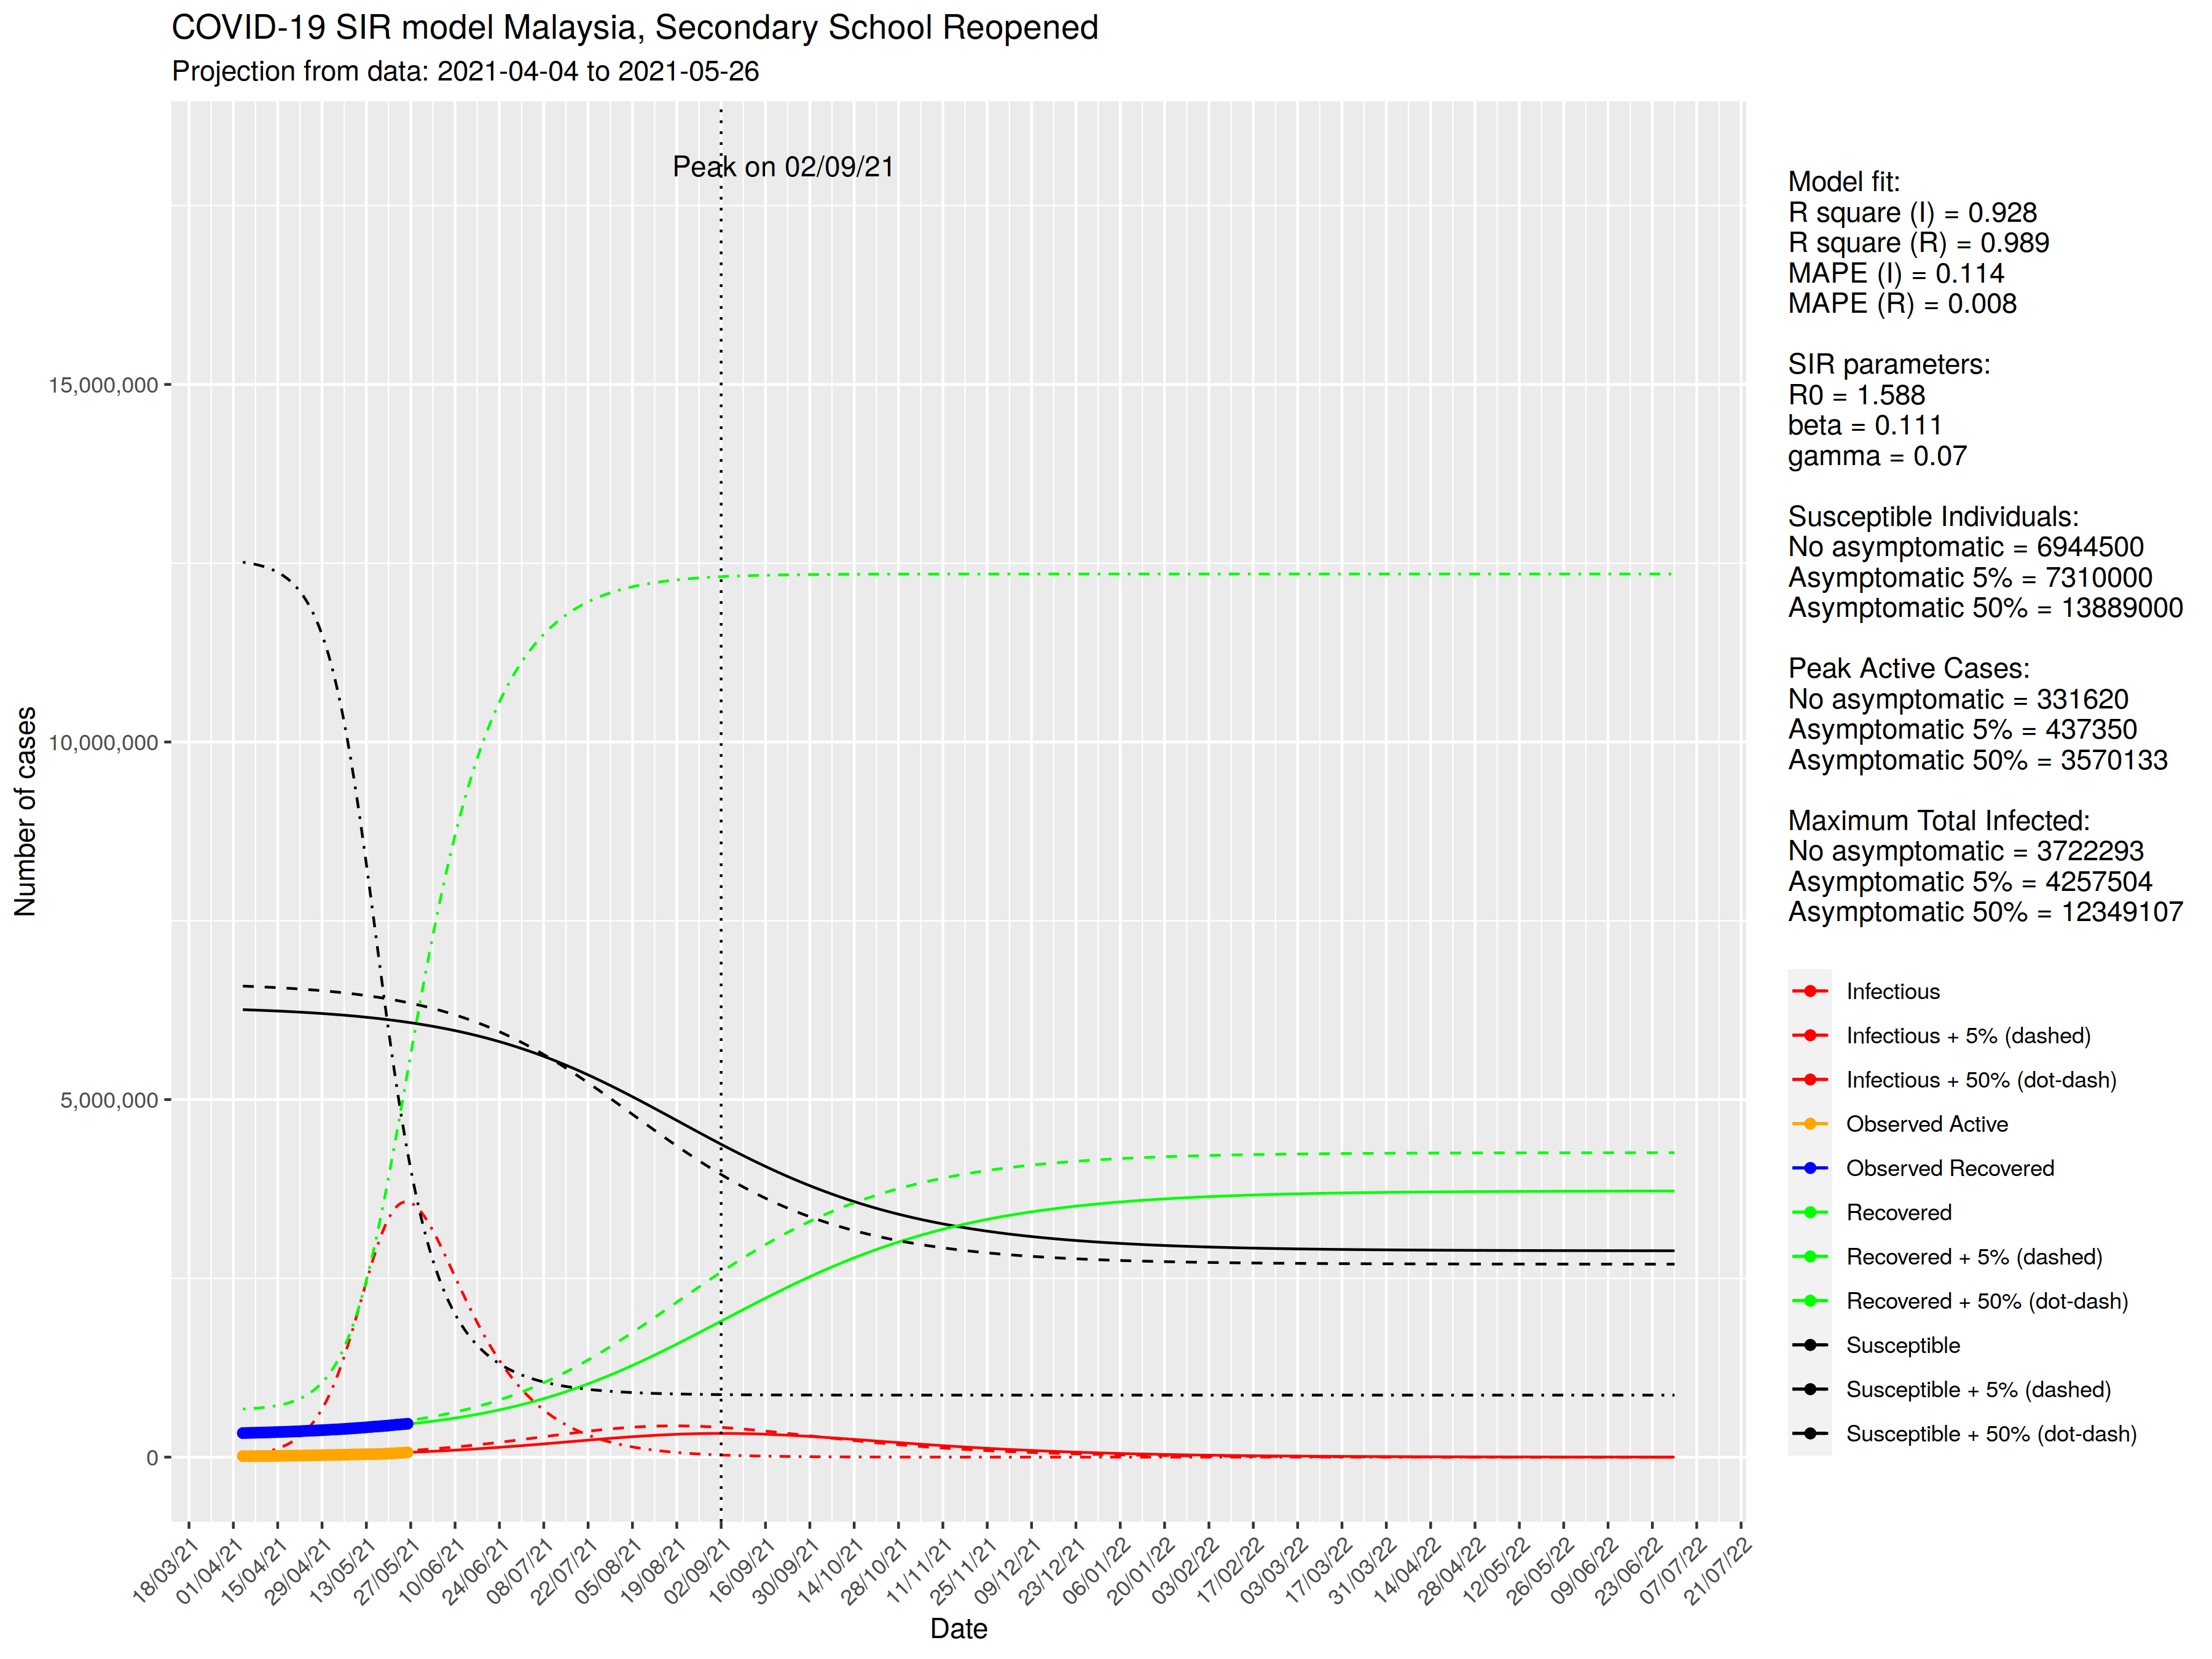 COVID-19 SIR model Malaysia, Secondary School Reopened
Projection from data: 2021-04-04 to 2021-05-26
Peak on 02/09/21
Number of cases
15,000,000
10,000,000
5,000,000
0
18/03/21
01/04/21
15/04/21
29/04/21
13/05/21
27/05/21
10/06/21
24/06/21
08/07/21
22/07/21
05/08/21
19/08/21
02/09/21
16/09/21
30/09/21
14/10/21
28/10/21
11/11/21
25/11/21
09/12/21
23/12/21
06/01/22
20/01/22
03/02/22
17/02/22
03/03/22
17/03/22
31/03/22
14/04/22
28/04/22
12/05/22
26/05/22
09/06/22
23/06/22
07/07/22
21/07/22
Date
Model fit:
R square (I) = 0.928
R square (R) = 0.989
MAPE (I) = 0.114
MAPE (R) = 0.008
SIR parameters:
R0 = 1.588
beta = 0.111
gamma = 0.07
Susceptible Individuals:
No asymptomatic = 6944500
Asymptomatic 5% = 7310000
Asymptomatic 50% = 13889000
Peak Active Cases:
No asymptomatic = 331620
Asymptomatic 5% = 437350
Asymptomatic 50% = 3570133
Maximum Total Infected:
No asymptomatic = 3722293
Asymptomatic 5% = 4257504
Asymptomatic 50% = 12349107
Infectious
Infectious + 5% (dashed)
Infectious + 50% (dot-dash)
Observed Active
Observed Recovered
Recovered
Recovered + 5% (dashed)
Recovered + 50% (dot-dash)
Susceptible
Susceptible + 5% (dashed)
Susceptible + 50% (dot-dash)